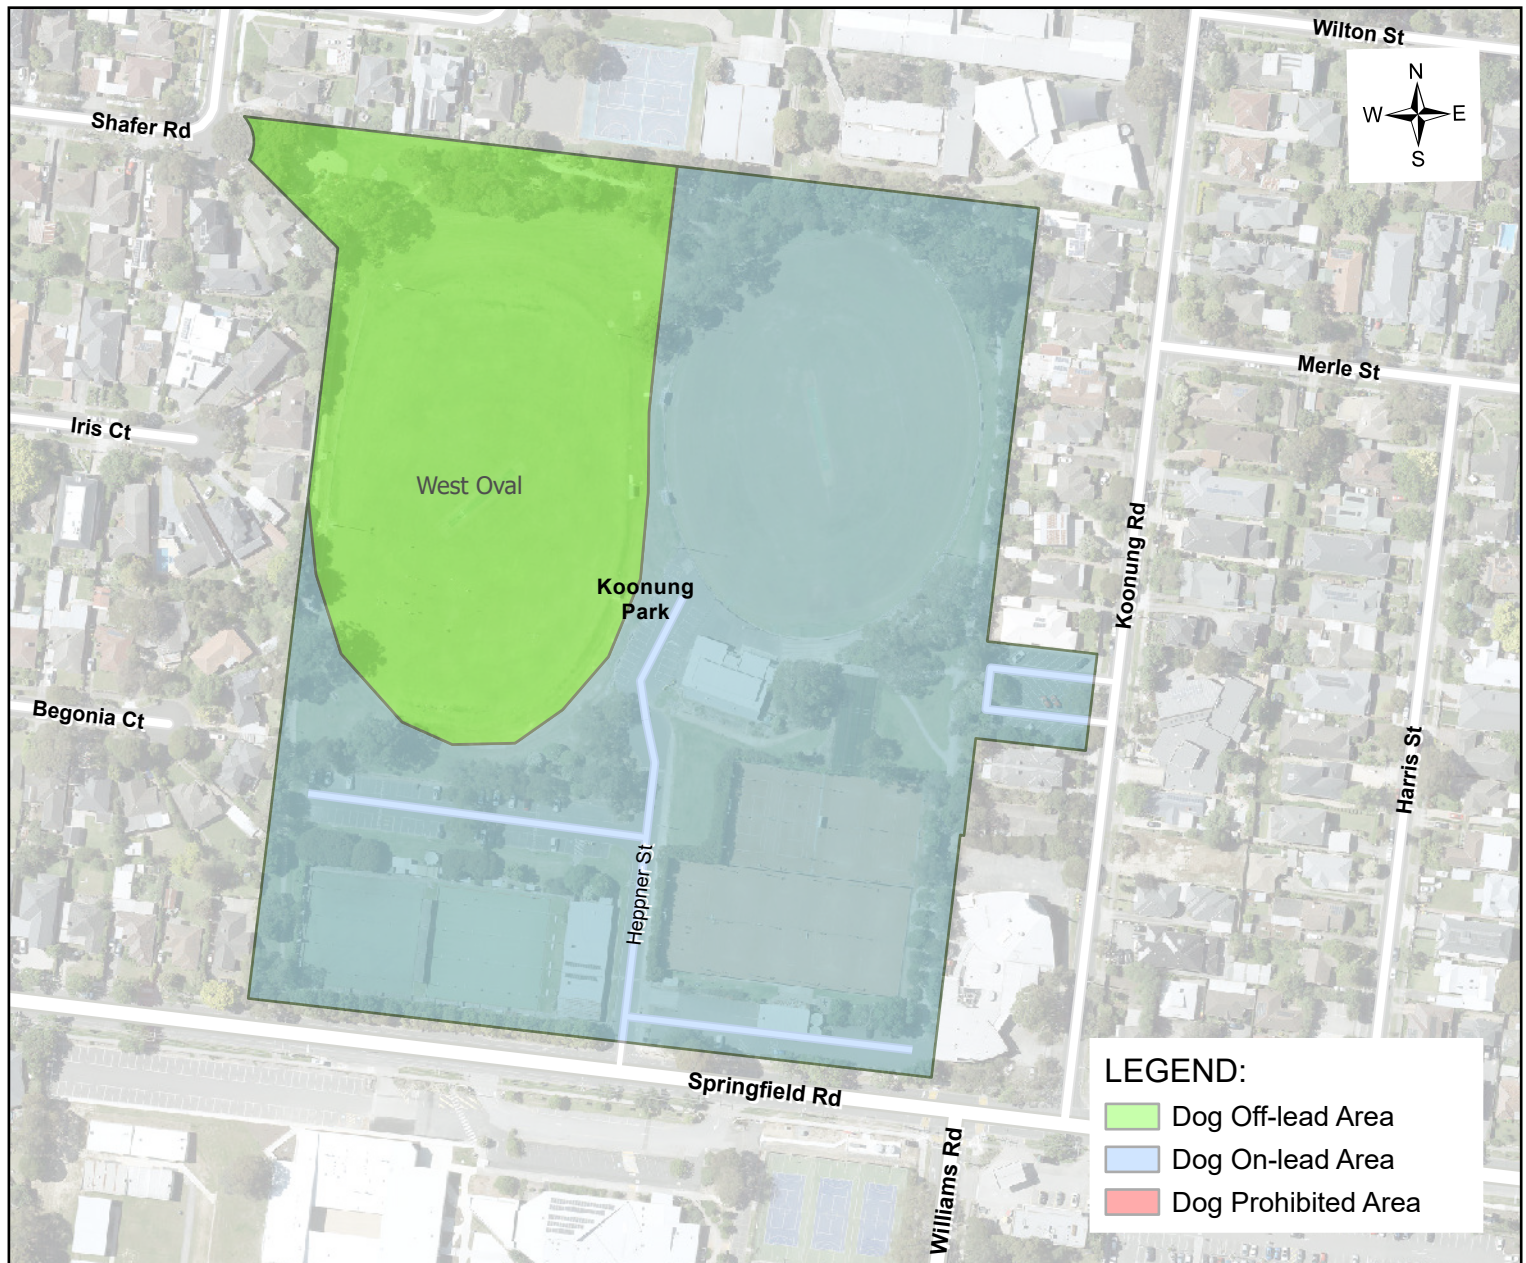 Wilton St
N
W
E
S
Shafer Rd
Merle St
Iris Ct
West Oval
Koonung Rd
Koonung
Park
Begonia Ct
Harris St
Heppner St
Springfield Rd
Williams Rd
LEGEND:
Dog Off-lead Area
Dog On-lead Area
Dog Prohibited Area